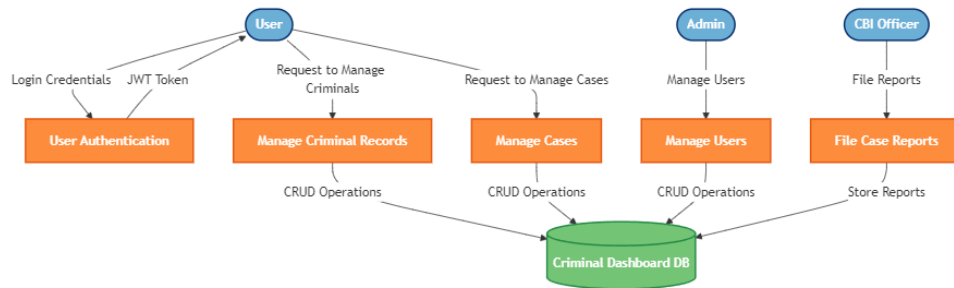 User
Admin
CBI Officer
Login Credentials
JWT Token
Request to Manage
Criminals
Request to Manage Cases
Manage Users
File Reports
User Authentication
Manage Criminal Records
Manage Cases
Manage Users
File Case Reports
CRUD Operations
CRUD Operations
CRUD Operations
Store Reports
Criminal Dashboard DB